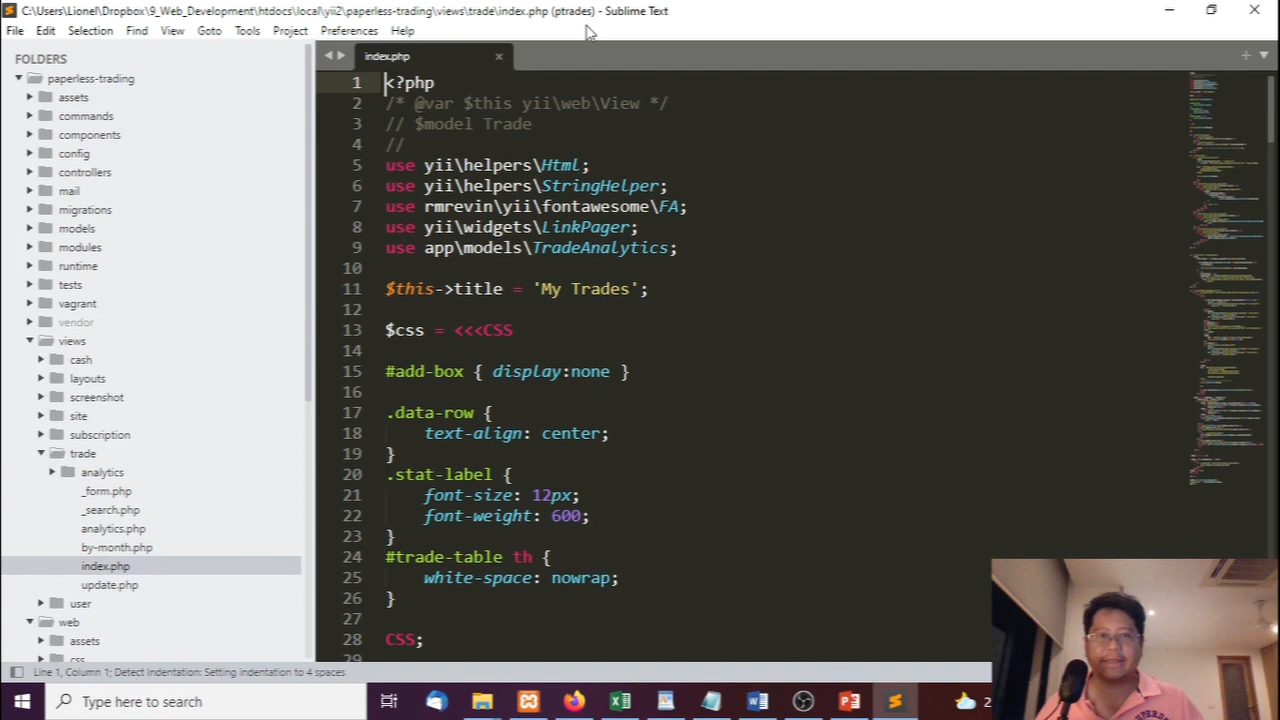 C:\Users\Lionel\Dropbox\9_Web_Development\htdocs\local\yii2\paperless-trading\views\trade\index.php (ptrades) - Sublime Text
File Edit Selection Find View Goto Tools Project Preferences Help
FOLDERS
paperless-trading
assets
commands
components
config
controllers
mail
migrations
models
modules
runtime
tests
vagrant
vendor
views
cash
layouts
screenshot
site
subscription
trade
analytics
_form.php
_search.php
analytics.php
by-month.php
index.php
update.php
user
web
assets
css
index.php
1 <?php
2 /* @var $this yii\web\View */
3 // $model Trade
4 //
5 use yii\helpers\Html;
6 use yii\helpers\StringHelper;
7 use rmrevin\yii\fontawesome\FA;
8 use yii\widgets\LinkPager;
9 use app\models\TradeAnalytics;
10
11 $this->title = 'My Trades';
12
13 $css = <<<CSS
14
15 #add-box { display:none }
16
17 .data-row {
18 text-align: center;
19 }
20 .stat-label {
21 font-size: 12px;
22 font-weight: 600;
23 }
24 #trade-table th {
25 white-space: nowrap;
26 }
27
28 CSS;
29
Line 1, Column 1; Detect Indentation: Setting indentation to 4 spaces
Type here to search
2